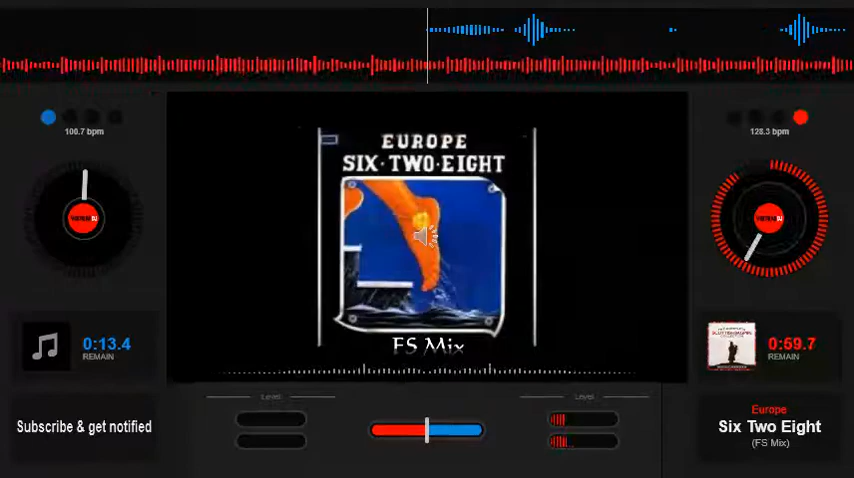 106.7 bpm
128.3 bpm
EUROPE
SIX·TWO·EIGHT
FS Mix
0:13.4
REMAIN
0:59.7
REMAIN
Level
Level
Subscribe & get notified
Europe
Six Two Eight
(FS Mix)